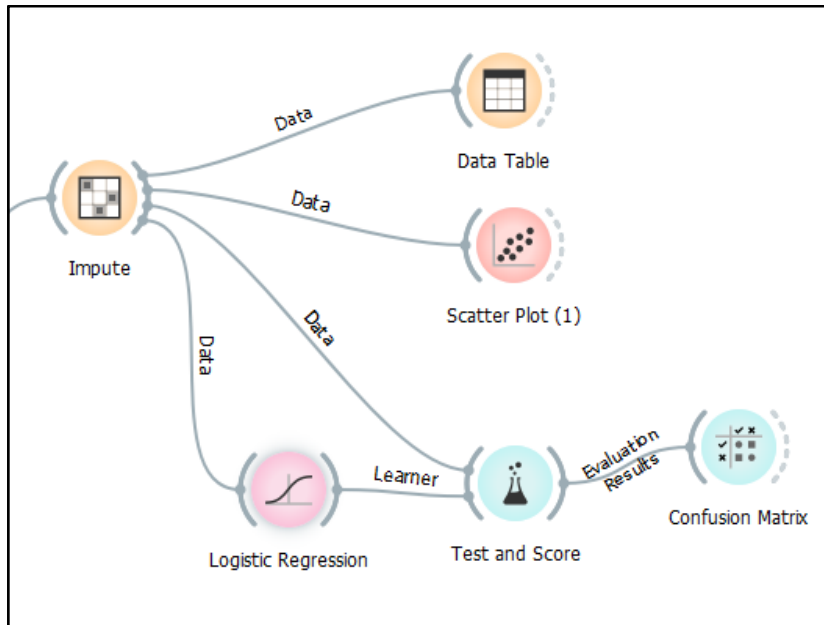 Data
Data Table
Data
Impute
Scatter Plot (1)
Data
Data
Evaluation
Results
Learner
Confusion Matrix
Logistic Regression
Test and Score